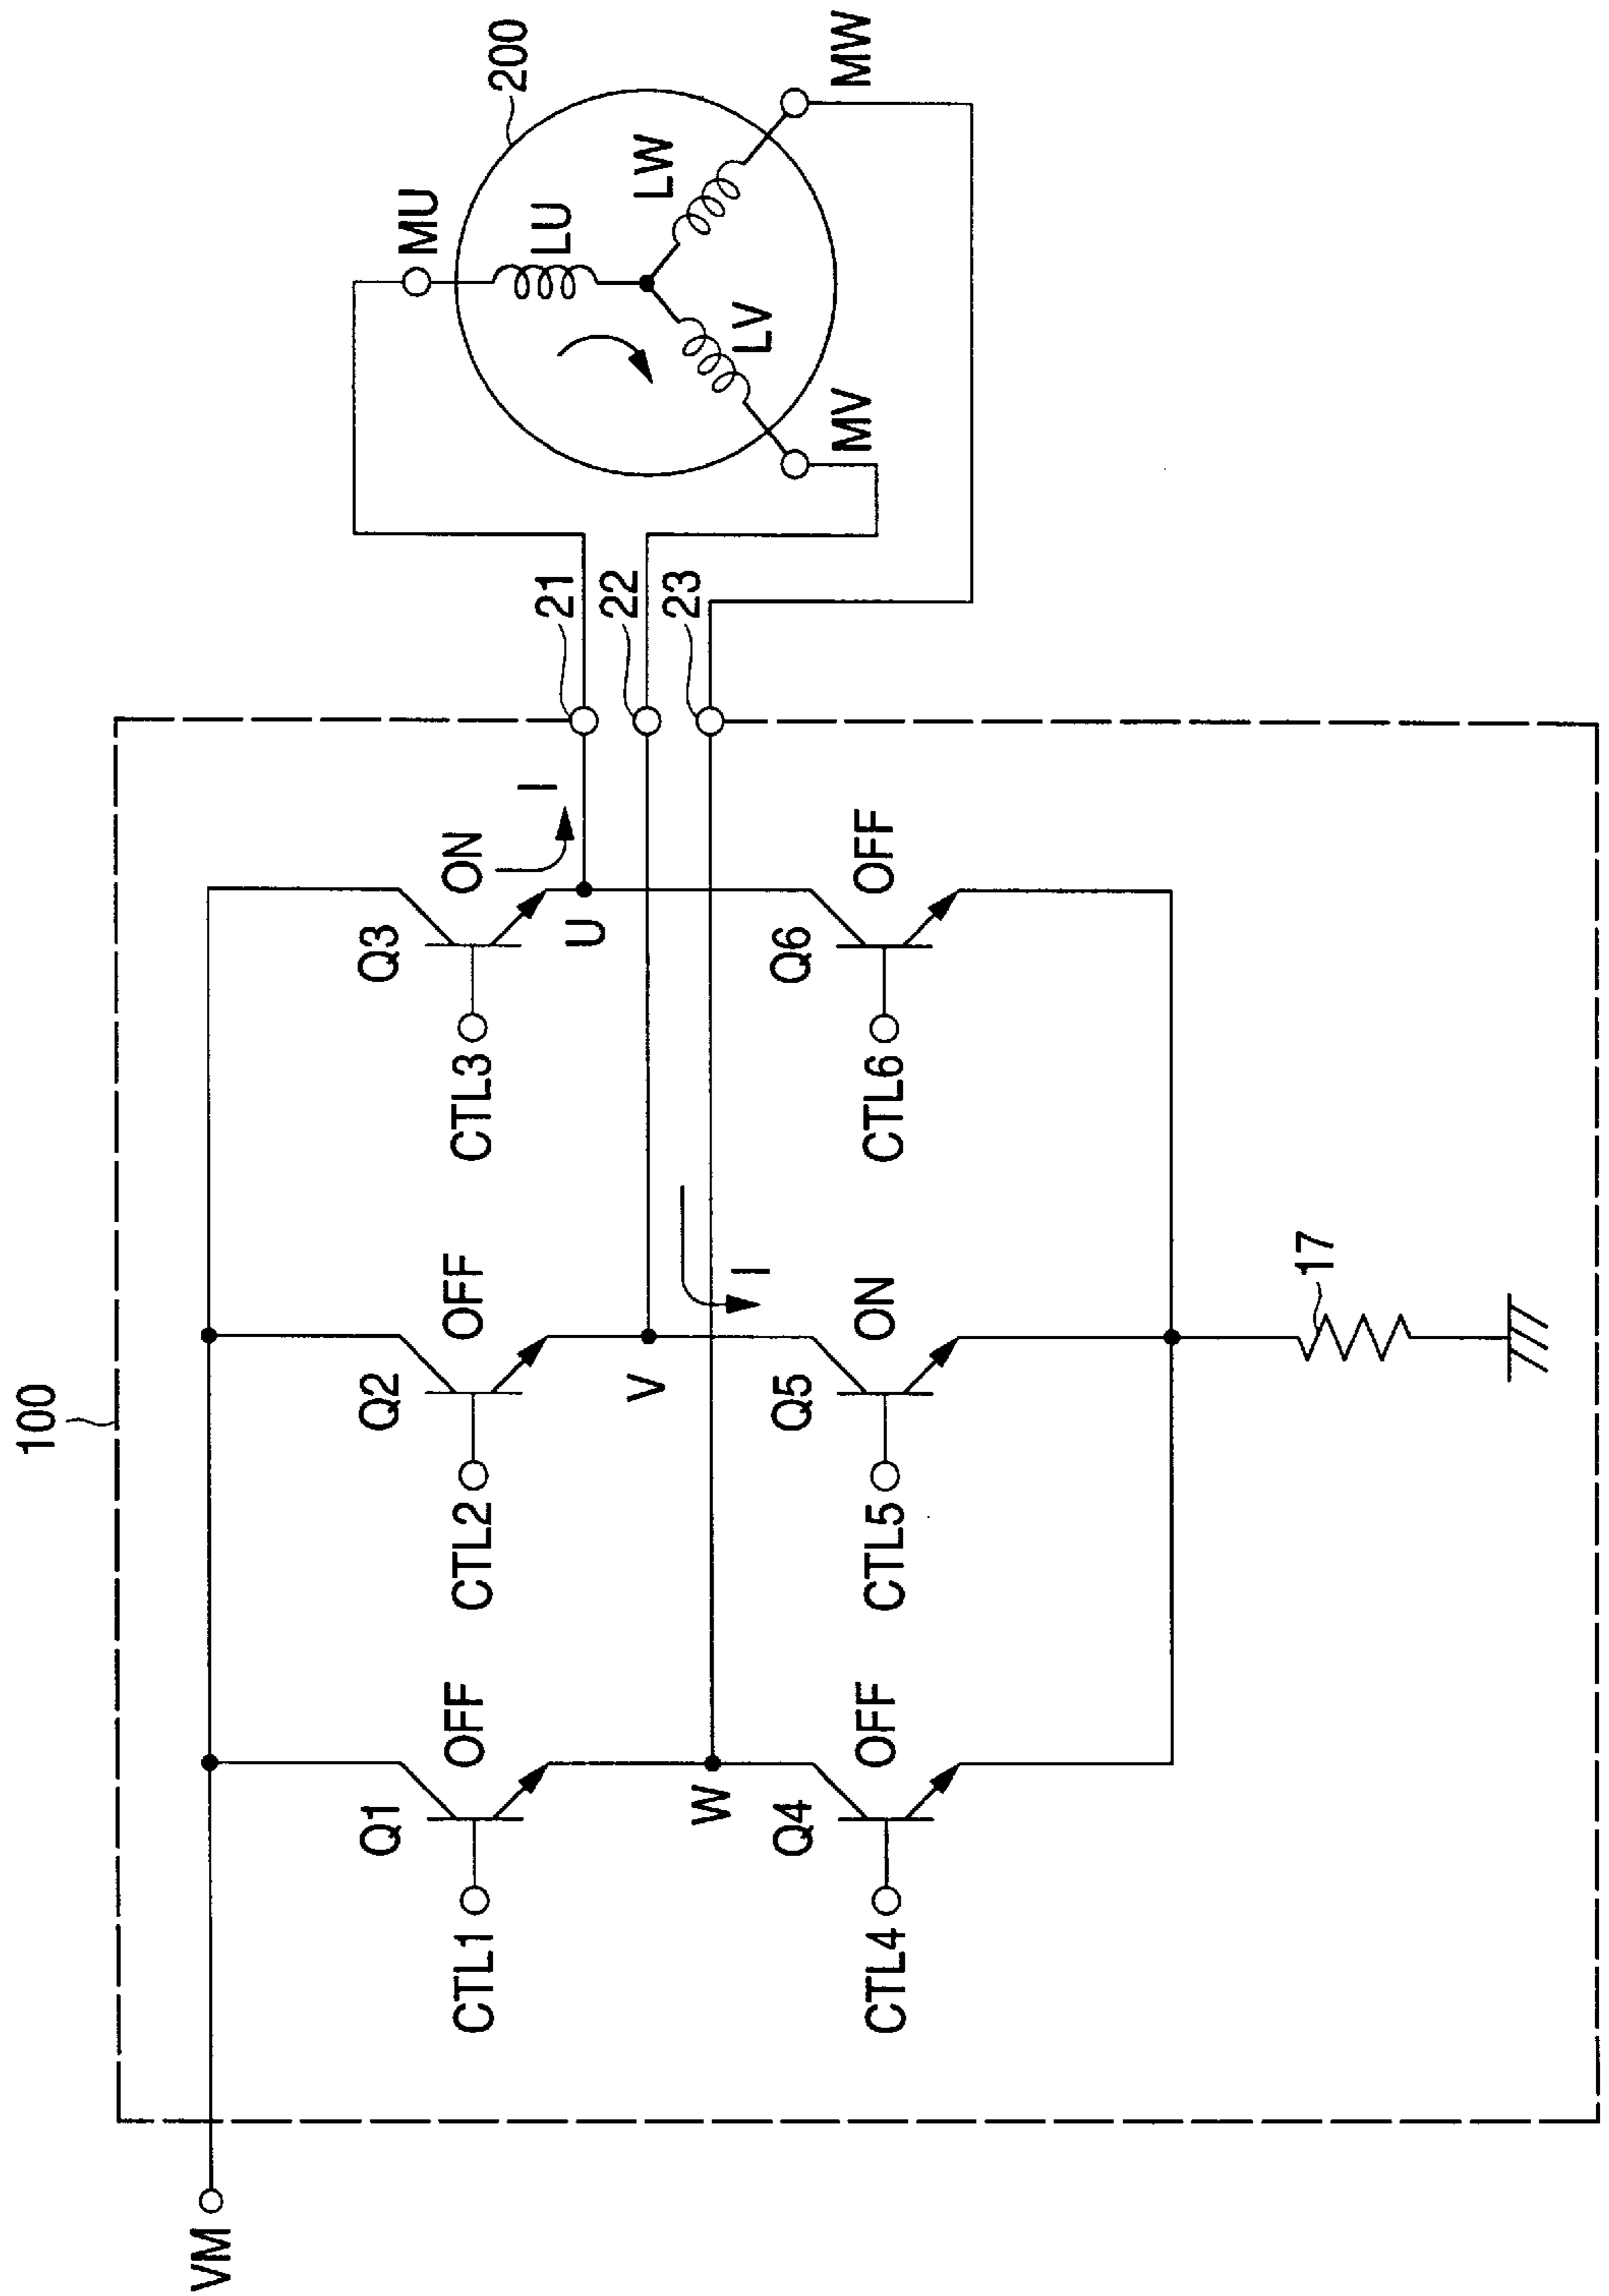 100
VM
Q1
OFF
CTL1
Q2
OFF
CTL2
Q3
ON
CTL3
I
U
V
W
I
Q4
OFF
CTL4
Q5
ON
CTL5
Q6
OFF
CTL6
17
21
22
23
200
MU
LU
LW
LV
MV
MW